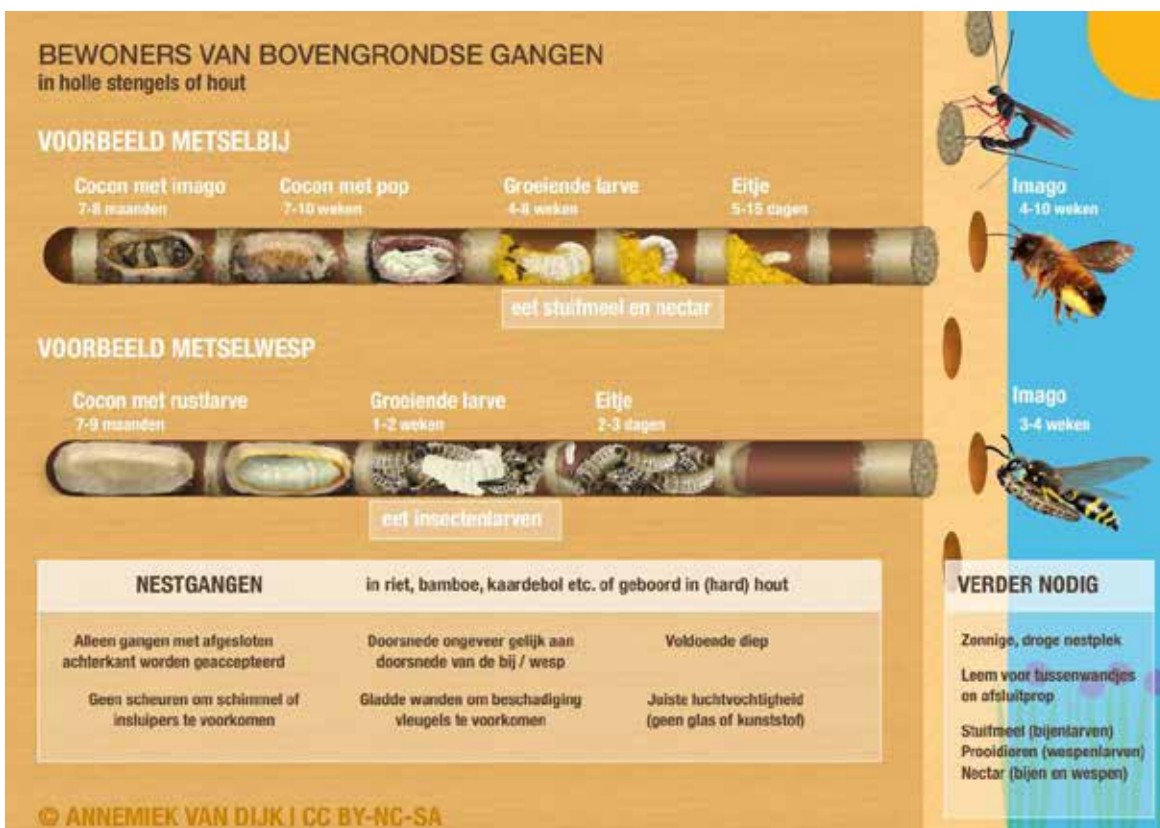 BEWONERS VAN BOVENGRONDSE GANGEN
in holle stengels of hout
VOORBEELD METSELBIJ
Cocon met imago
7-8 maanden
Cocon met pop
7-10 weken
Groeiende larve
4-8 weken
Eitje
5-15 dagen
Imago
4-10 weken
eet stuifmeel en nectar
VOORBEELD METSELWESP
Cocon met rustlarve
7-9 maanden
Groeiende larve
1-2 weken
Eitje
2-3 dagen
Imago
3-4 weken
eet insectenlarven
NESTGANGEN
in riet, bamboe, kaardebol etc. of geboord in (hard) hout
Alleen gangen met afgesloten
achterkant worden geaccepteerd
Doorsnede ongeveer gelijk aan
doorsnede van de bij / wesp
Voldoende diep
Geen scheuren om schimmel of
insluipers te voorkomen
Gladde wanden om beschadiging
vleugels te voorkomen
Juiste luchtvochtigheid
(geen glas of kunststof)
VERDER NODIG
Zonnige, droge nestplek
Leem voor tussenwandjes
en afsluitprop
Stuifmeel (bijenlarven)
Prooidieren (wespenlarven)
Nectar (bijen en wespen)
© ANNEMIEK VAN DIJK | CC BY-NC-SA